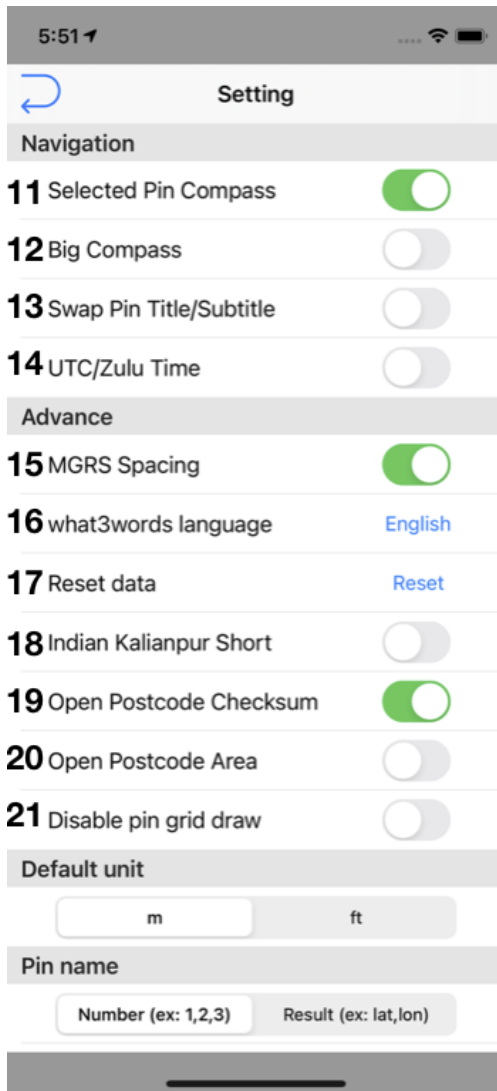 5:51
Setting
Navigation
11 Selected Pin Compass
12 Big Compass
13 Swap Pin Title/Subtitle
14 UTC/Zulu Time
Advance
15 MGRS Spacing
16 what3words language English
17 Reset data Reset
18 Indian Kalianpur Short
19 Open Postcode Checksum
20 Open Postcode Area
21 Disable pin grid draw
Default unit
m ft
Pin name
Number (ex: 1,2,3) Result (ex: lat,lon)